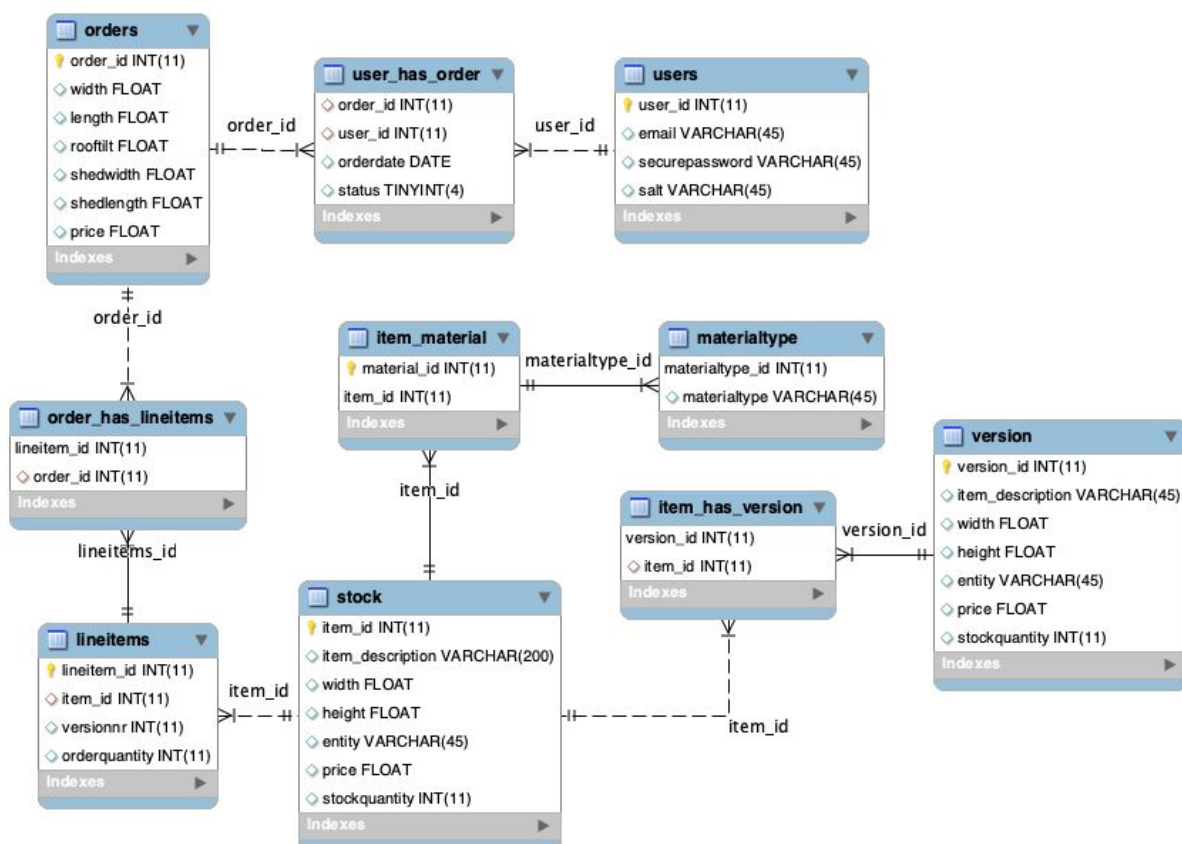 orders
order_id INT(11)
width FLOAT
length FLOAT
rooftilt FLOAT
shedwidth FLOAT
shedlength FLOAT
price FLOAT
Indexes
order_id
user_has_order
order_id INT(11)
user_id INT(11)
orderdate DATE
status TINYINT(4)
Indexes
user_id
users
user_id INT(11)
email VARCHAR(45)
securepassword VARCHAR(45)
salt VARCHAR(45)
Indexes
order_id
item_material
material_id INT(11)
item_id INT(11)
Indexes
materialtype_id
materialtype
materialtype_id INT(11)
materialtype VARCHAR(45)
Indexes
order_has_lineitems
lineitem_id INT(11)
order_id INT(11)
Indexes
lineitems_id
item_id
item_has_version
version_id INT(11)
item_id INT(11)
Indexes
version_id
version
version_id INT(11)
item_description VARCHAR(45)
width FLOAT
height FLOAT
entity VARCHAR(45)
price FLOAT
stockquantity INT(11)
Indexes
lineitems
lineitem_id INT(11)
item_id INT(11)
versionnr INT(11)
orderquantity INT(11)
Indexes
item_id
stock
item_id INT(11)
item_description VARCHAR(200)
width FLOAT
height FLOAT
entity VARCHAR(45)
price FLOAT
stockquantity INT(11)
Indexes
item_id